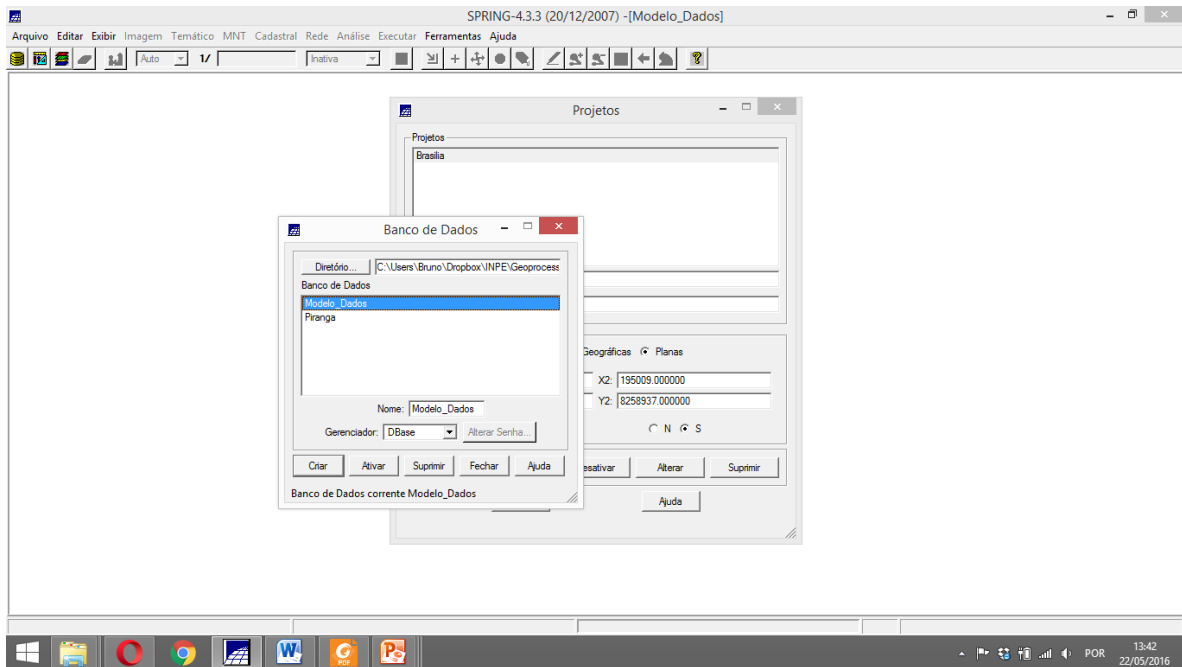 SPRING-4.3.3 (20/12/2007) -[Modelo_Dados]
Arquivo Editar Exibir Imagem Temático MNT Cadastral Rede Análise Executar Ferramentas Ajuda
Auto 1/ Inativa
Projetos
Projetos
Brasilia
Banco de Dados
Diretório... C:\Users\Bruno\Dropbox\INPE\Geoprocess
Banco de Dados
Modelo_Dados
Piranga
Nome: Modelo_Dados
Gerenciador: DBase Alterar Senha...
Criar Ativar Suprimir Fechar Ajuda
Banco de Dados corrente Modelo_Dados
Geográficas Planas
X2: 195009.000000
Y2: 8258937.000000
N S
esativar Alterar Suprimir
Ajuda
POR
13:42
22/05/2016